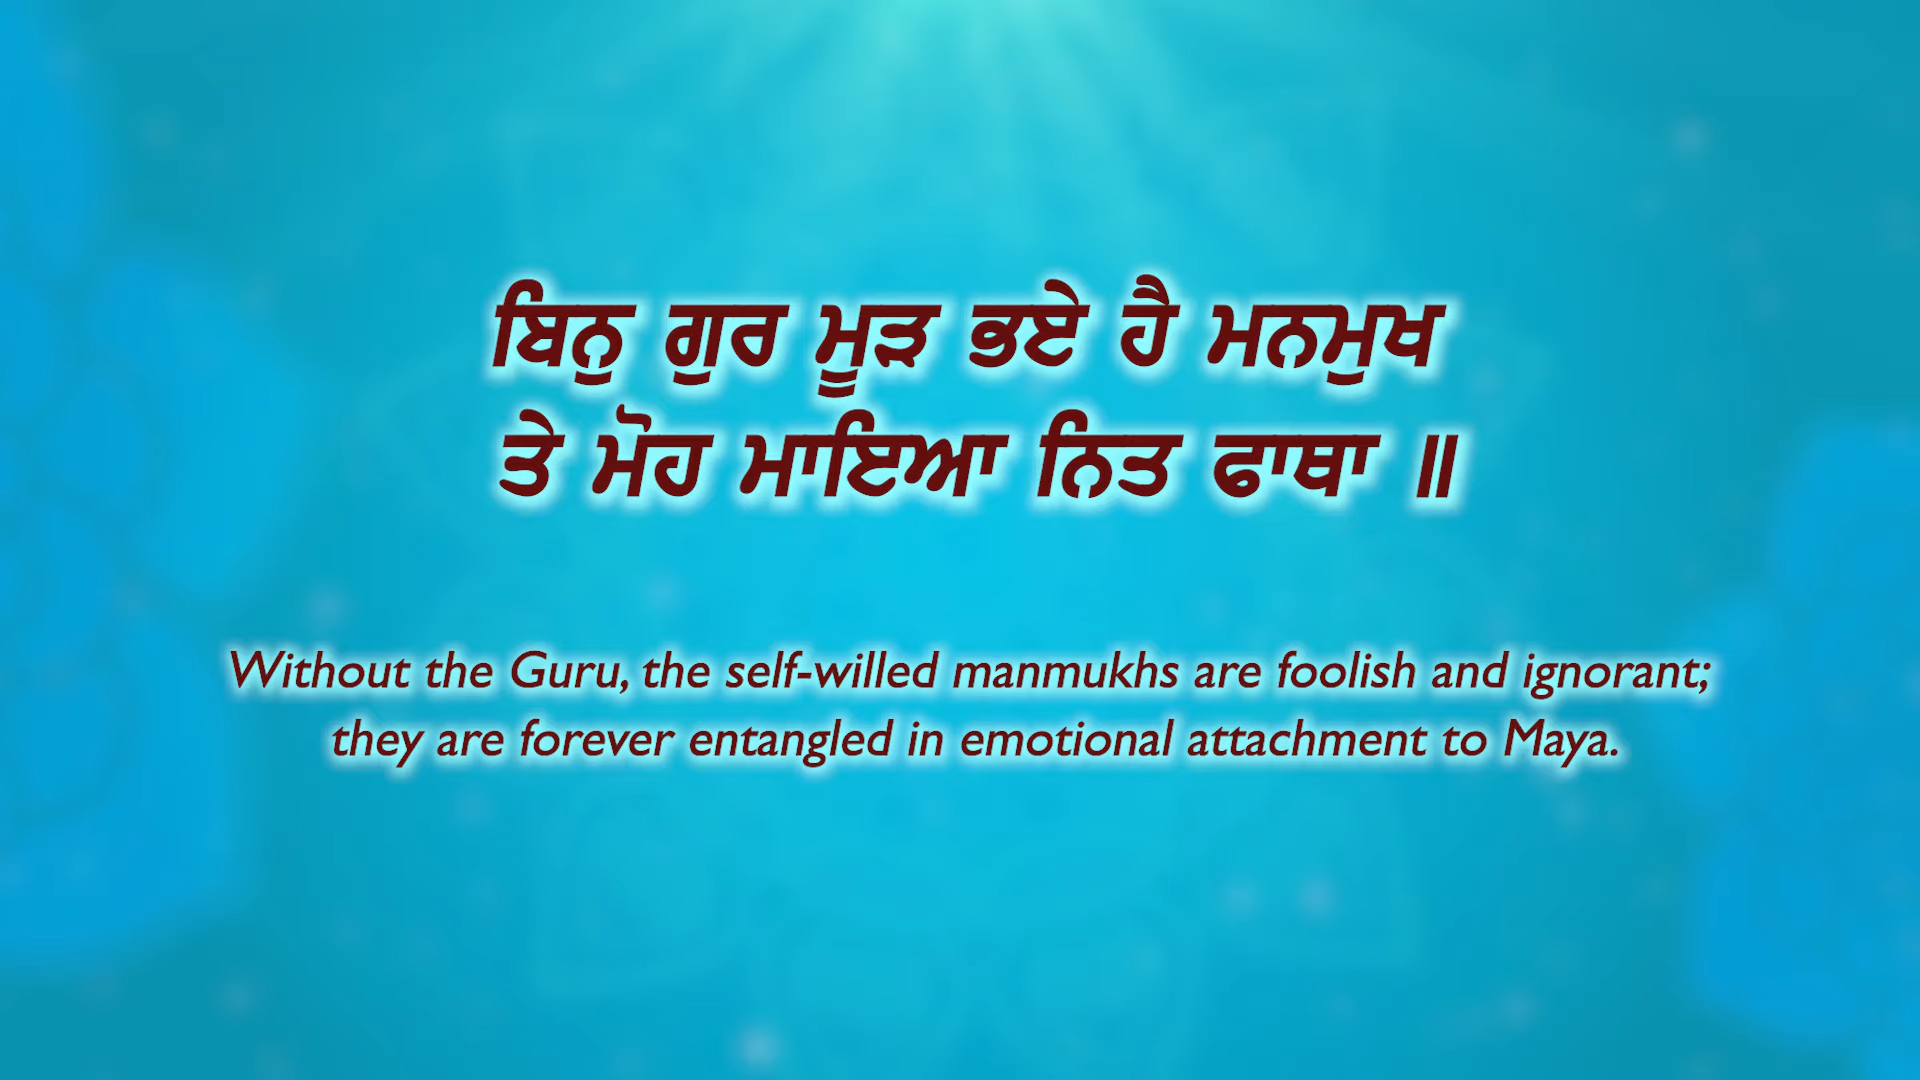 ਬਿਨੁ ਗੁਰ ਮੂੜ ਭਏ ਹੈ ਮਨਮੁਖ
ਤੇ ਮੋਹ ਮਾਇਆ ਨਿਤ ਫਾਥਾ ॥
Without the Guru, the self-willed manmukhs are foolish and ignorant;
they are forever entangled in emotional attachment to Maya.